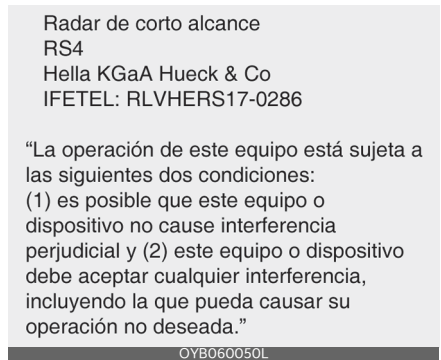 Radar de corto alcance
RS4
Hella KGaA Hueck & Co
IFETEL: RLVHERS17-0286
“La operación de este equipo está sujeta a
las siguientes dos condiciones:
(1) es posible que este equipo o
dispositivo no cause interferencia
perjudicial y (2) este equipo o dispositivo
debe aceptar cualquier interferencia,
incluyendo la que pueda causar su
operación no deseada.”
OYB060050L